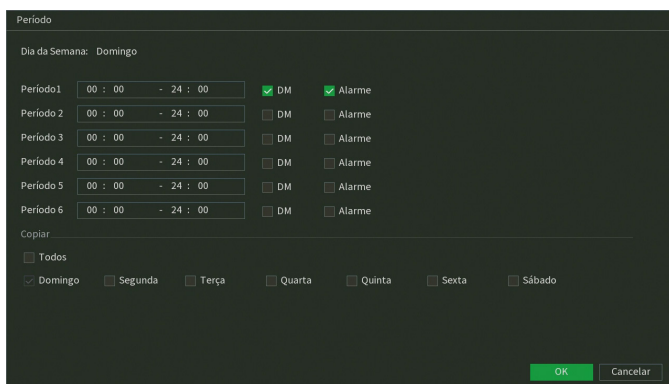 Período
Dia da Semana: Domingo
Período1 00 : 00 - 24 : 00 DM Alarme
Período 2 00 : 00 - 24 : 00 DM Alarme
Período 3 00 : 00 - 24 : 00 DM Alarme
Período 4 00 : 00 - 24 : 00 DM Alarme
Período 5 00 : 00 - 24 : 00 DM Alarme
Período 6 00 : 00 - 24 : 00 DM Alarme
Copiar
Todos
Domingo Segunda Terça Quarta Quinta Sexta Sábado
OK Cancelar